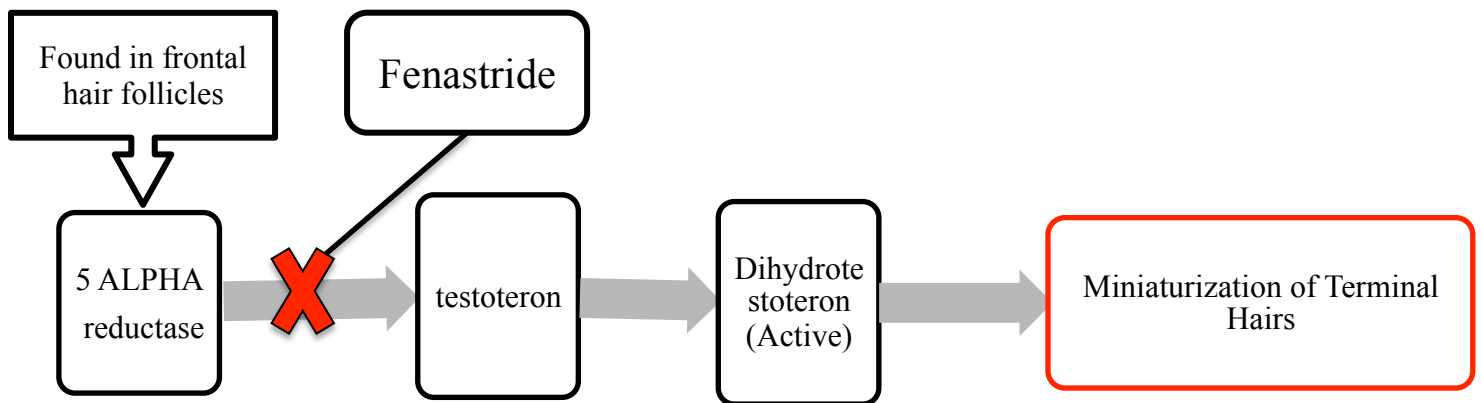 Found in frontal
hair follicles
Fenastride
5 ALPHA
reductase
testoteron
Dihydrote
stoteron
(Active)
Miniaturization of Terminal
Hairs